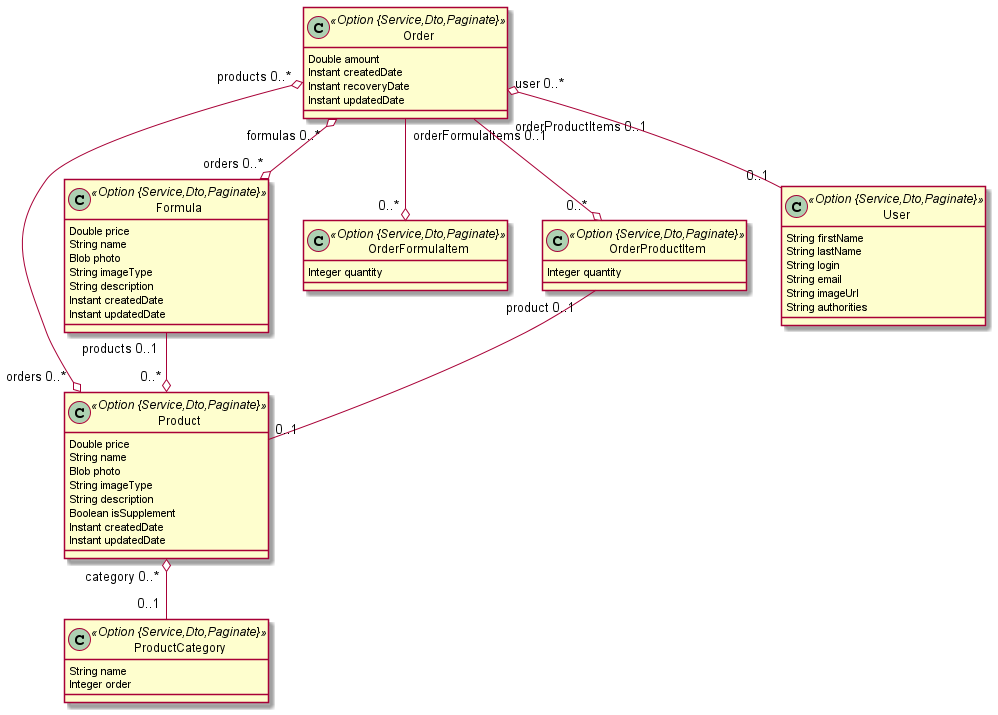 C «Option {Service,Dto,Paginate}»
Order
Double amount
Instant createdDate
Instant recoveryDate
Instant updatedDate
products 0..*
user 0..*
formulas 0..*
orderFormulaItems 0..1
orderProductItems 0..1
orders 0..*
0..*
0..*
0..1
C «Option {Service,Dto,Paginate}»
Formula
Double price
String name
Blob photo
String imageType
String description
Instant createdDate
Instant updatedDate
C «Option {Service,Dto,Paginate}»
OrderFormulaItem
Integer quantity
C «Option {Service,Dto,Paginate}»
OrderProductItem
Integer quantity
C «Option {Service,Dto,Paginate}»
User
String firstName
String lastName
String login
String email
String imageUrl
String authorities
product 0..1
products 0..1
orders 0..*
0..*
0..1
C «Option {Service,Dto,Paginate}»
Product
Double price
String name
Blob photo
String imageType
String description
Boolean isSupplement
Instant createdDate
Instant updatedDate
category 0..*
0..1
C «Option {Service,Dto,Paginate}»
ProductCategory
String name
Integer order